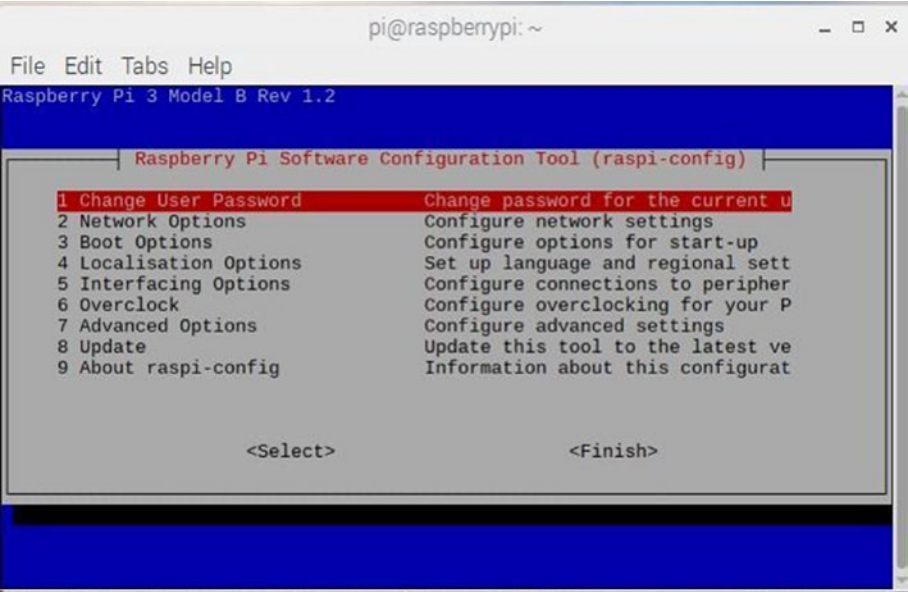 pi@raspberrypi: ~
File Edit Tabs Help
Raspberry Pi 3 Model B Rev 1.2
Raspberry Pi Software Configuration Tool (raspi-config)
1 Change User Password Change password for the current u
2 Network Options Configure network settings
3 Boot Options Configure options for start-up
4 Localisation Options Set up language and regional sett
5 Interfacing Options Configure connections to peripher
6 Overclock Configure overclocking for your P
7 Advanced Options Configure advanced settings
8 Update Update this tool to the latest ve
9 About raspi-config Information about this configurat
<Select> <Finish>